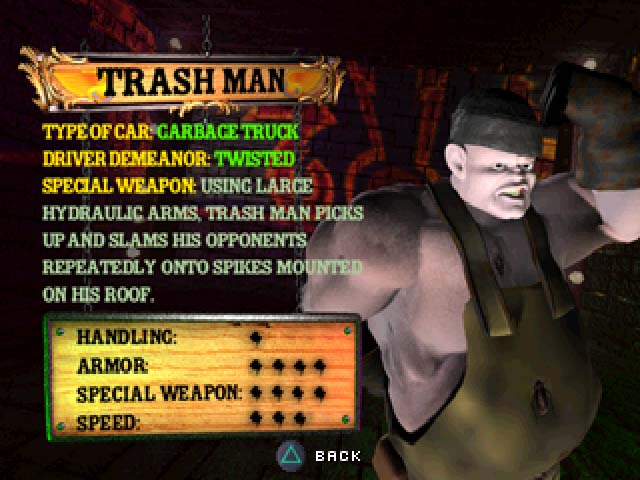 TRASH MAN
TYPE OF CAR: GARBAGE TRUCK
DRIVER DEMEANOR: TWISTED
SPECIAL WEAPON: USING LARGE
HYDRAULIC ARMS, TRASH MAN PICKS
UP AND SLAMS HIS OPPONENTS
REPEATEDLY ONTO SPIKES MOUNTED
ON HIS ROOF.
HANDLING:
ARMOR:
SPECIAL WEAPON:
SPEED:
BACK